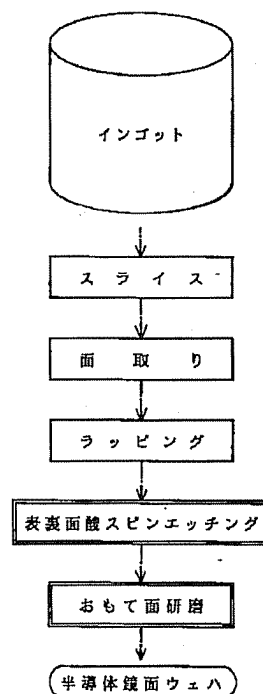 インゴット
スライス
面取り
ラッピング
表裏面酸スピンエッチング
おもて面研磨
半導体鏡面ウェハ